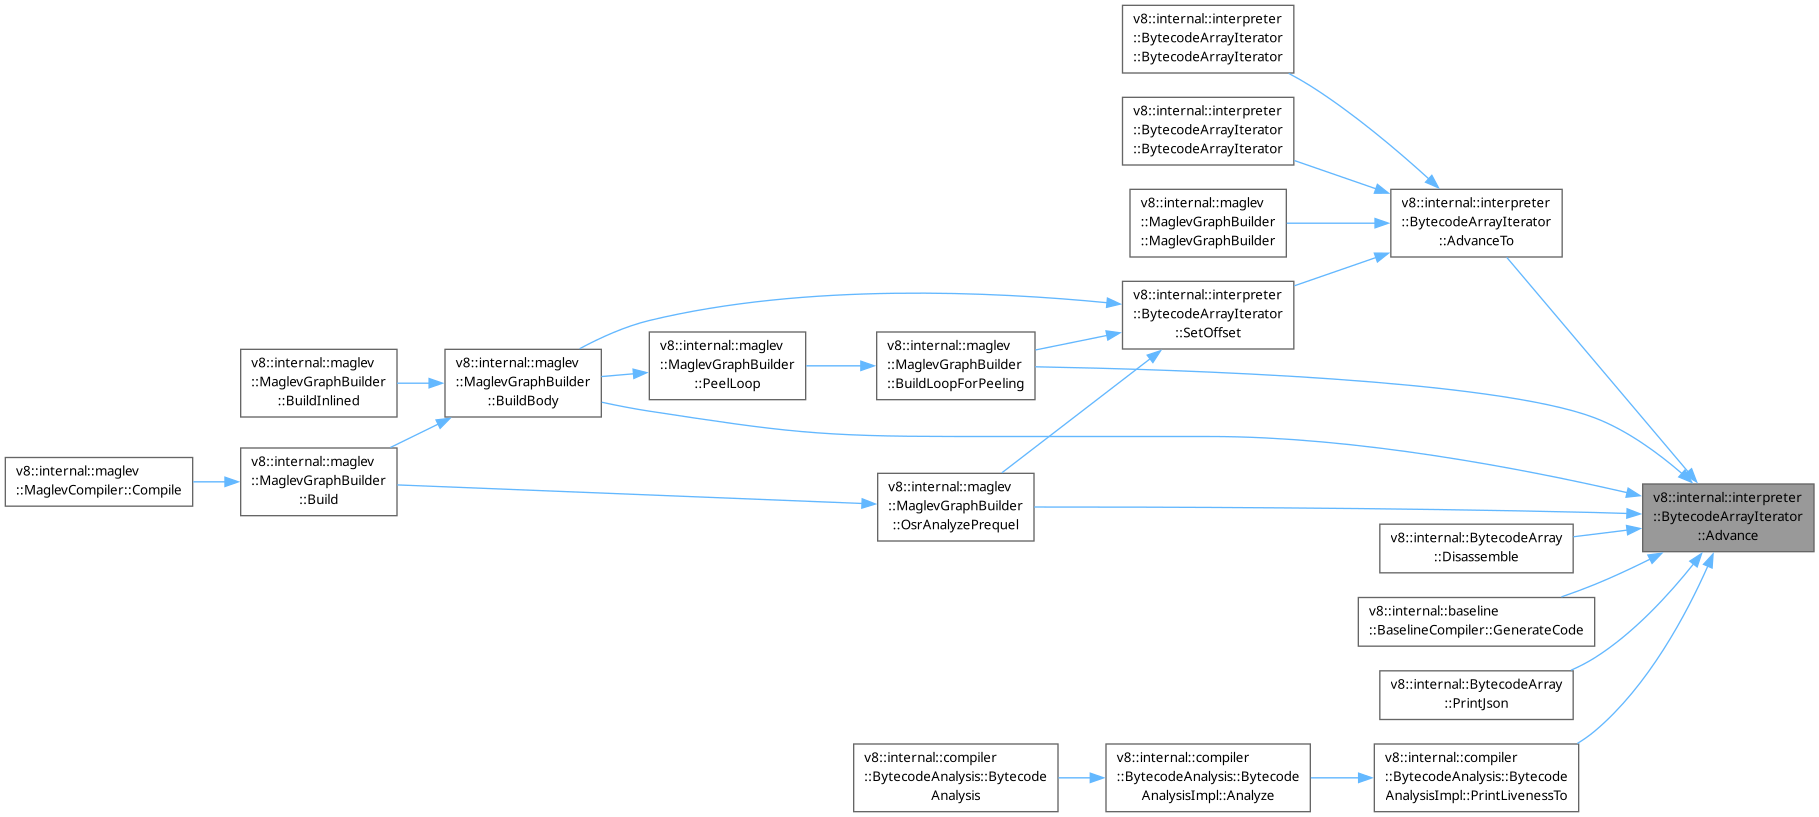 v8::internal::interpreter
::BytecodeArrayIterator
::BytecodeArrayIterator
v8::internal::interpreter
::BytecodeArrayIterator
::BytecodeArrayIterator
v8::internal::maglev
::MaglevGraphBuilder
::MaglevGraphBuilder
v8::internal::interpreter
::BytecodeArrayIterator
::AdvanceTo
v8::internal::interpreter
::BytecodeArrayIterator
::SetOffset
v8::internal::maglev
::MaglevGraphBuilder
::BuildInlined
v8::internal::maglev
::MaglevGraphBuilder
::BuildBody
v8::internal::maglev
::MaglevGraphBuilder
::PeelLoop
v8::internal::maglev
::MaglevGraphBuilder
::BuildLoopForPeeling
v8::internal::maglev
::MaglevCompiler::Compile
v8::internal::maglev
::MaglevGraphBuilder
::Build
v8::internal::maglev
::MaglevGraphBuilder
::OsrAnalyzePrequel
v8::internal::interpreter
::BytecodeArrayIterator
::Advance
v8::internal::BytecodeArray
::Disassemble
v8::internal::baseline
::BaselineCompiler::GenerateCode
v8::internal::BytecodeArray
::PrintJson
v8::internal::compiler
::BytecodeAnalysis::Bytecode
Analysis
v8::internal::compiler
::BytecodeAnalysis::Bytecode
AnalysisImpl::Analyze
v8::internal::compiler
::BytecodeAnalysis::Bytecode
AnalysisImpl::PrintLivenessTo